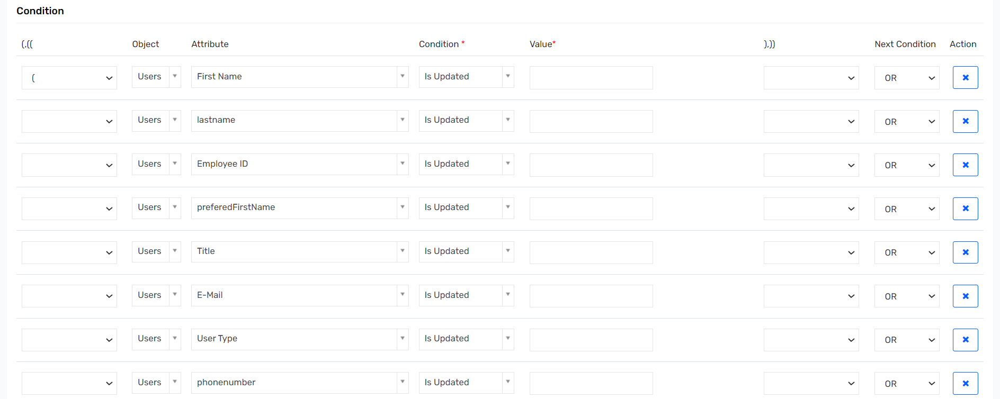 Condition
(,(( Object Attribute Condition * Value* ),)) Next Condition Action
( Users First Name Is Updated OR
Users lastname Is Updated OR
Users Employee ID Is Updated OR
Users preferedFirstName Is Updated OR
Users Title Is Updated OR
Users E-Mail Is Updated OR
Users User Type Is Updated OR
Users phonenumber Is Updated OR